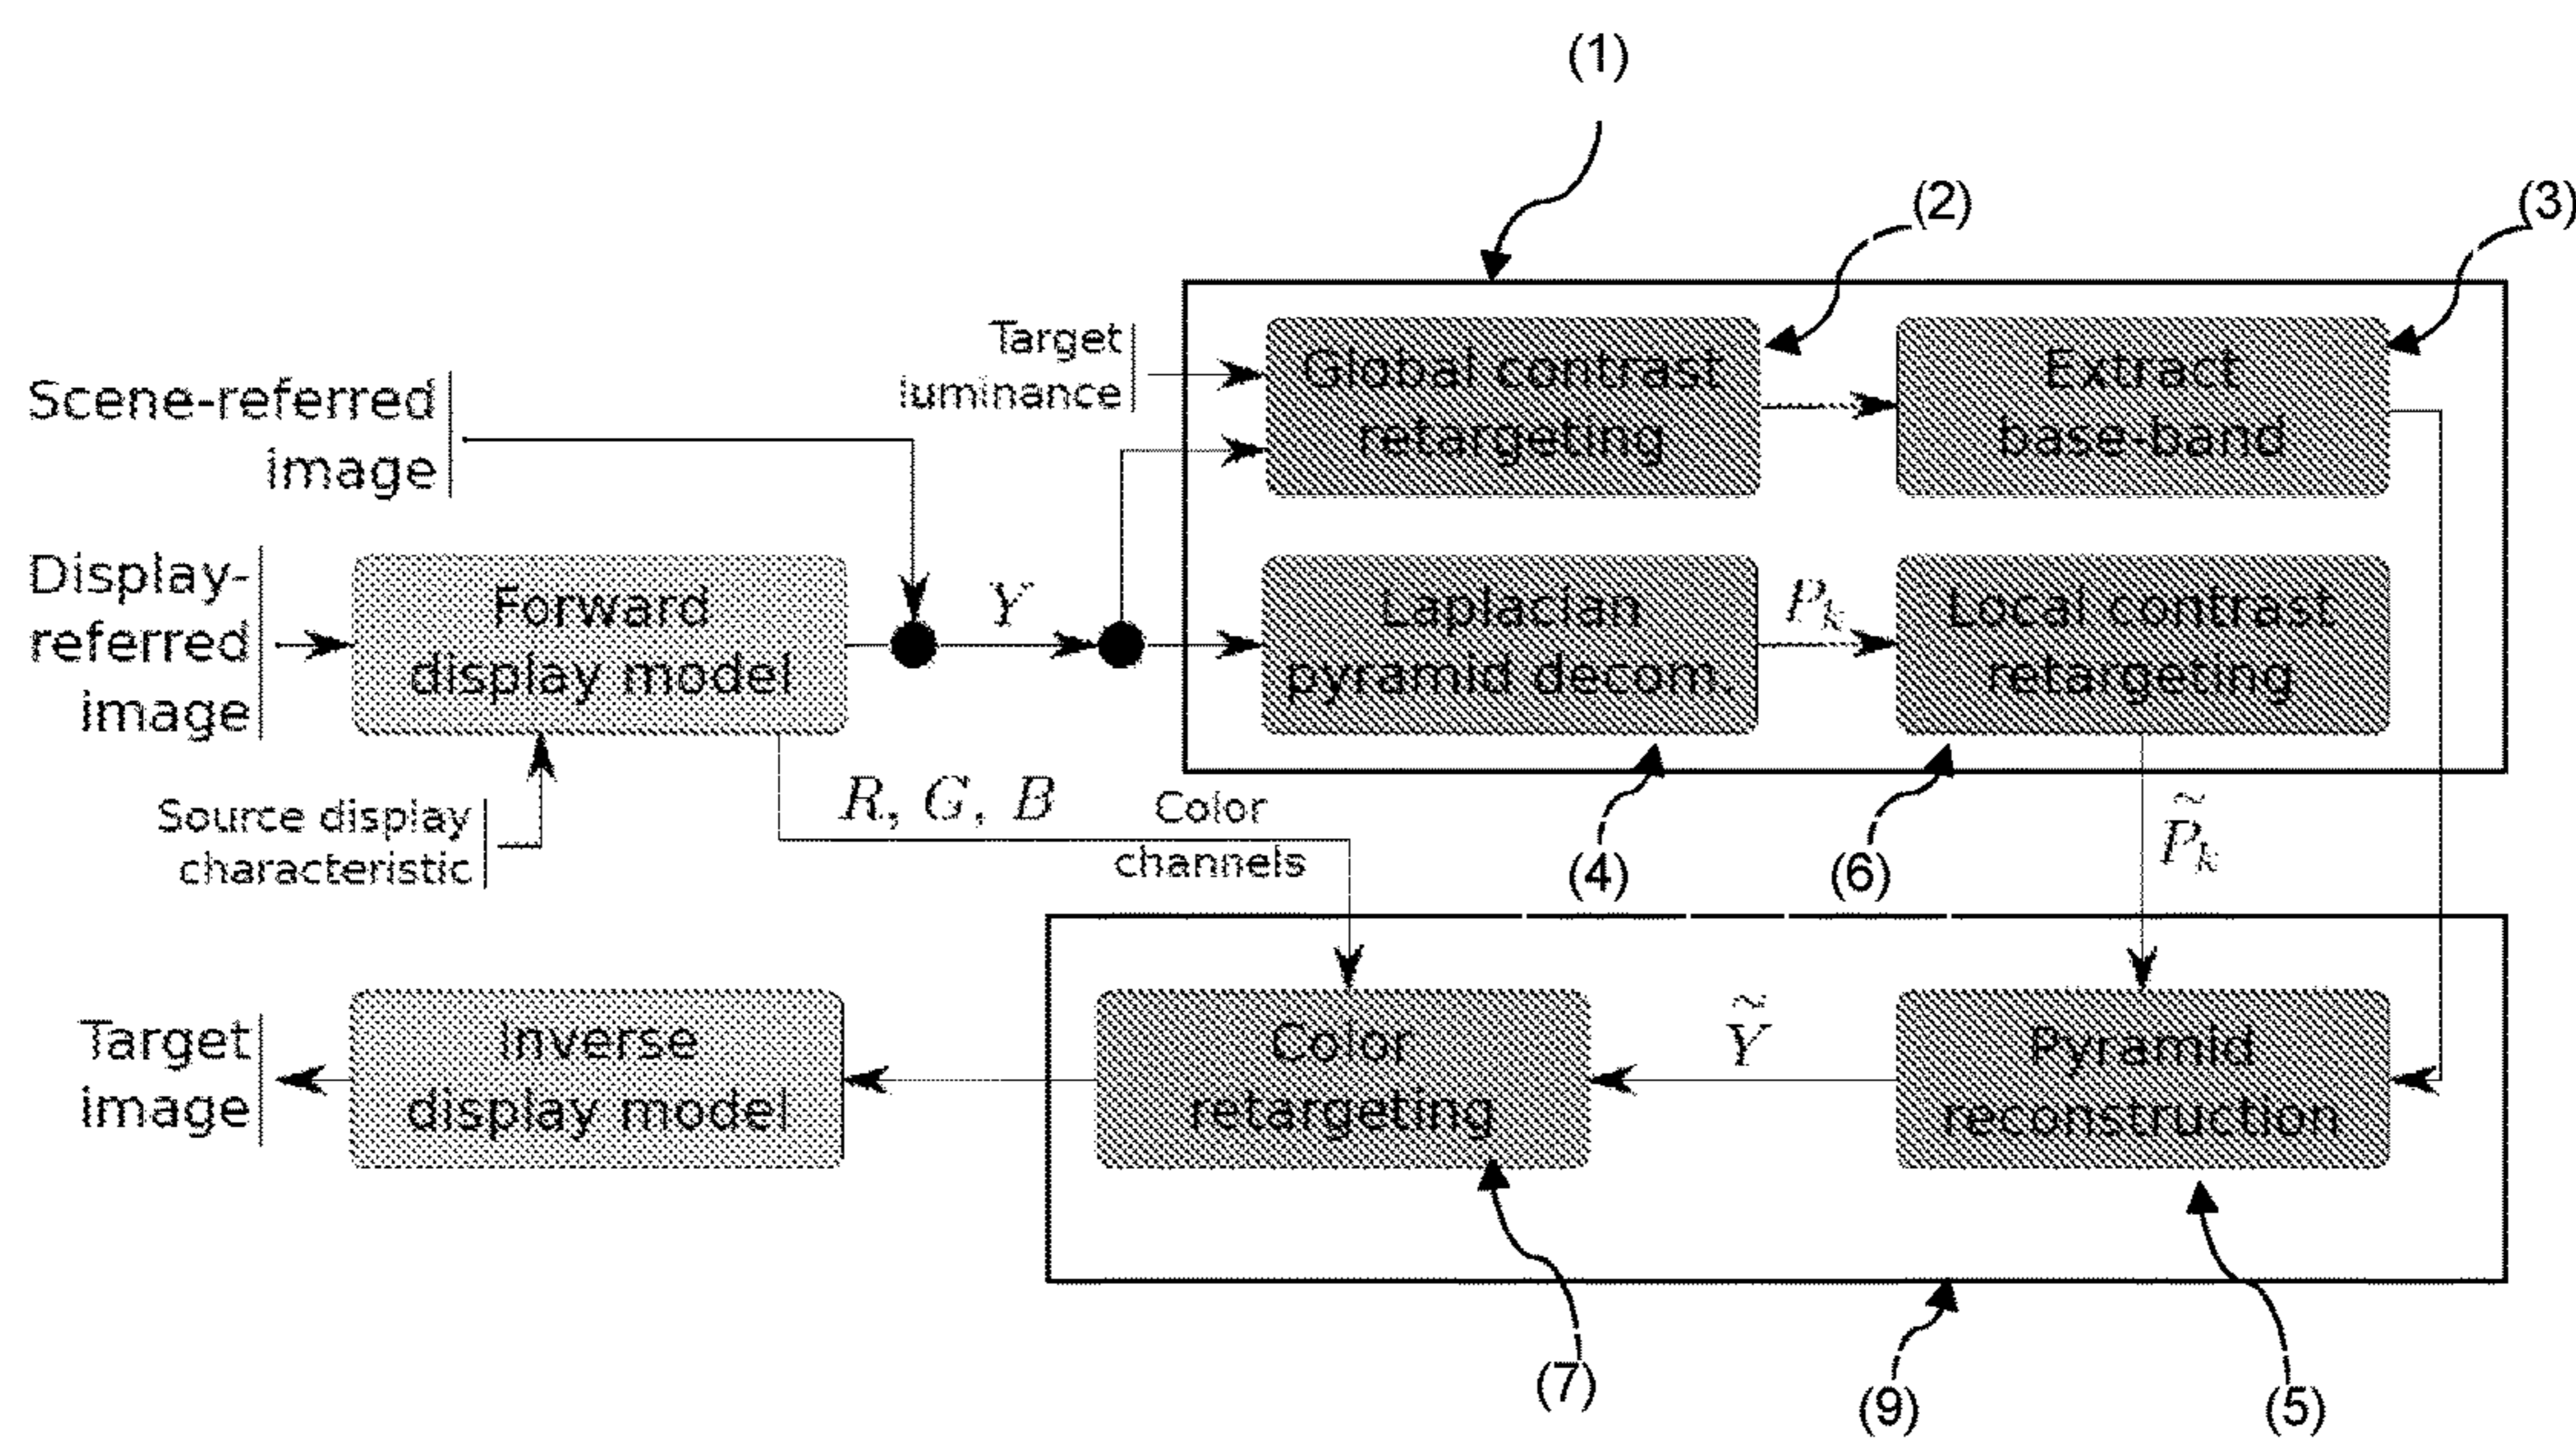 (1)
(2)
(3)
Target
luminance
Global contrast
retargeting
Extract
base-band
Scene-referred
image
Display-
referred
image
Forward
display model
Y
Laplacian
pyramid decom.
P_k
Local contrast
retargeting
Source display
characteristic
R, G, B
Color
channels
(4)
(6)
P̃_k
Target
image
Inverse
display model
Color
retargeting
Ỹ
Pyramid
reconstruction
(7)
(9)
(5)